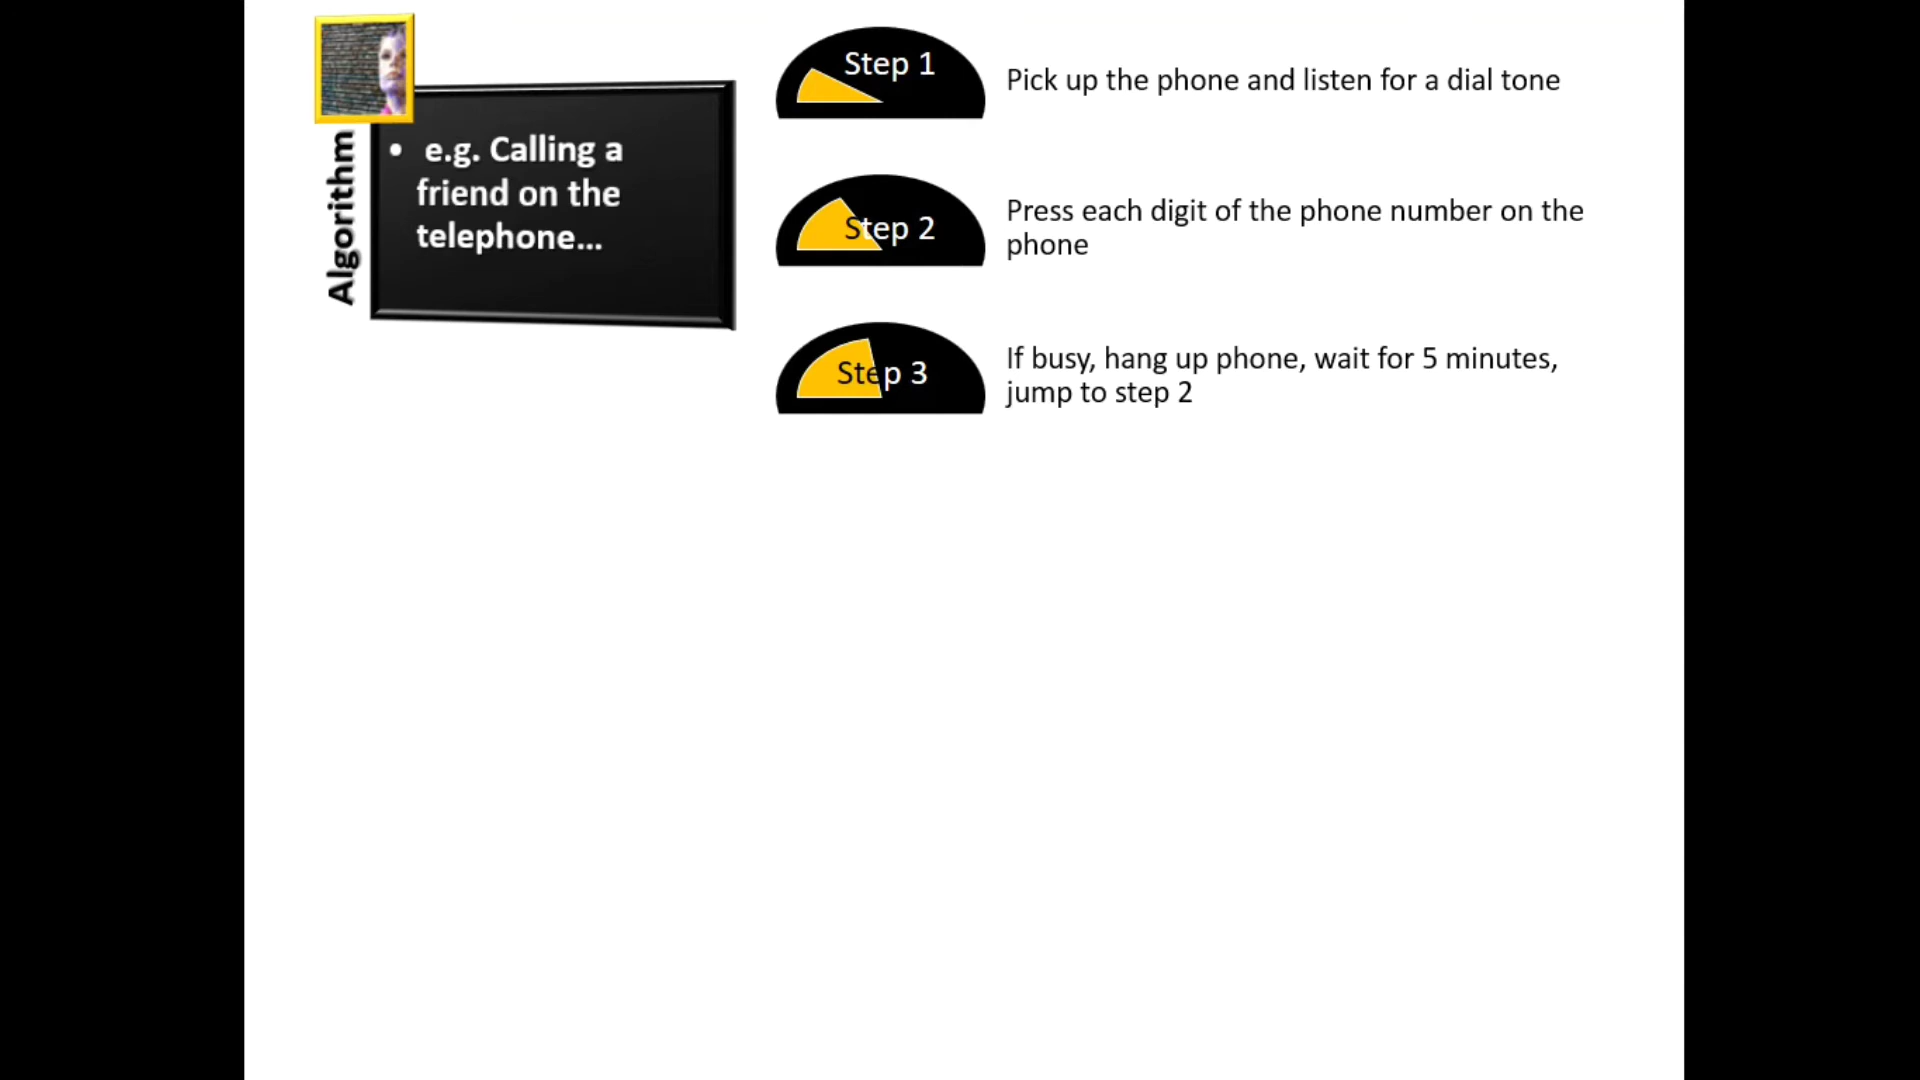 Algorithm
• e.g. Calling a
friend on the
telephone...
Step 1
Pick up the phone and listen for a dial tone
Step 2
Press each digit of the phone number on the
phone
Step 3
If busy, hang up phone, wait for 5 minutes,
jump to step 2